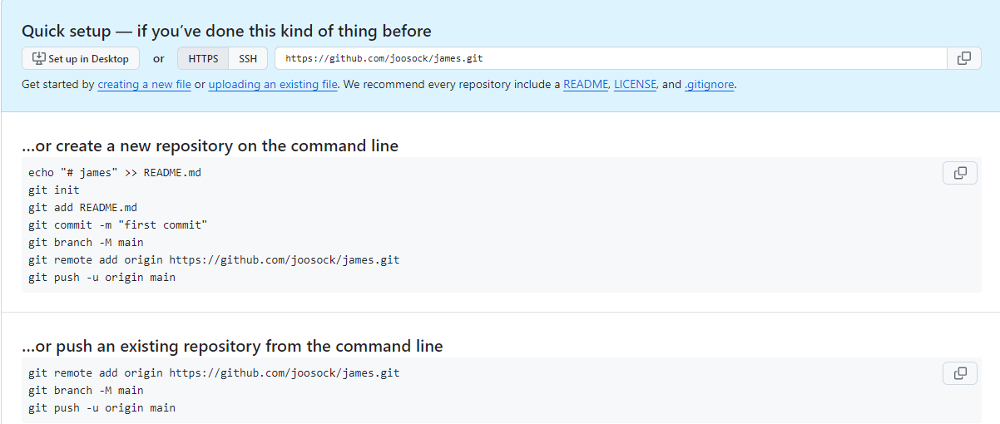 Quick setup — if you've done this kind of thing before
Set up in Desktop or HTTPS SSH https://github.com/joosock/james.git
Get started by creating a new file or uploading an existing file. We recommend every repository include a README, LICENSE, and .gitignore.
...or create a new repository on the command line
echo "# james" >> README.md
git init
git add README.md
git commit -m "first commit"
git branch -M main
git remote add origin https://github.com/joosock/james.git
git push -u origin main
...or push an existing repository from the command line
git remote add origin https://github.com/joosock/james.git
git branch -M main
git push -u origin main